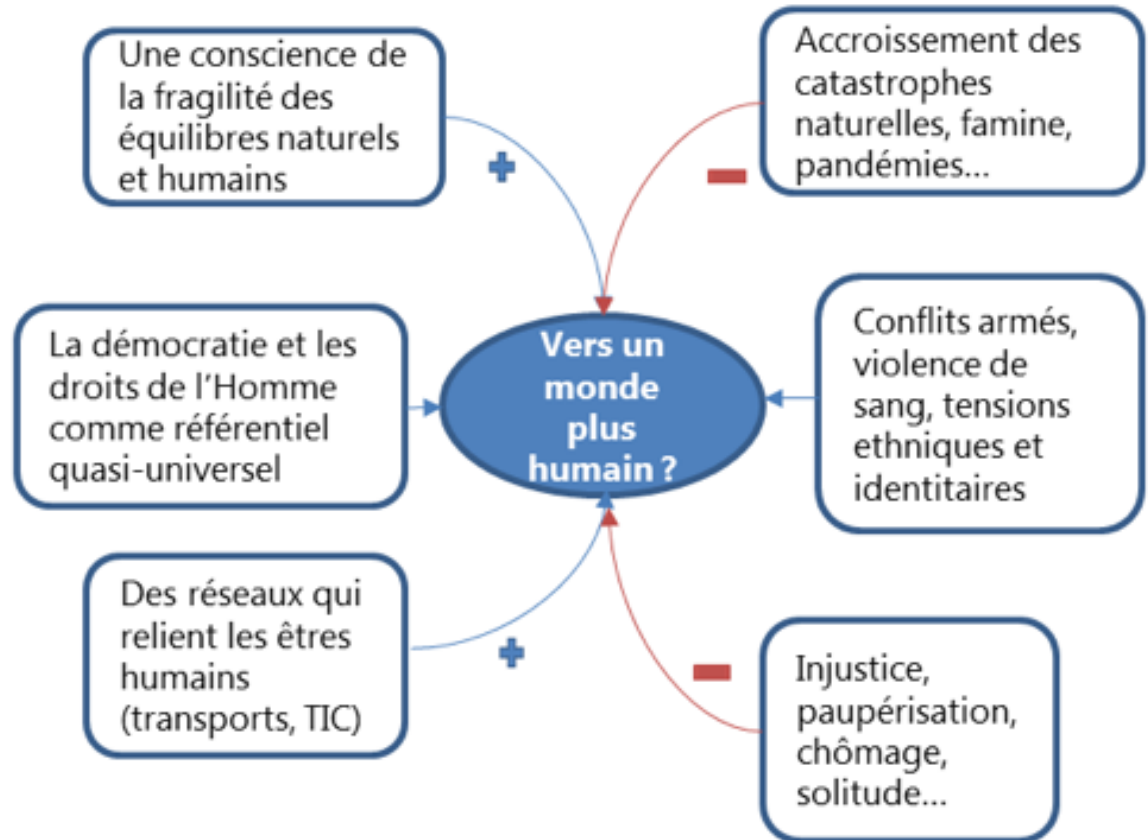 Une conscience de
la fragilité des
équilibres naturels
et humains
Accroissement des
catastrophes
naturelles, famine,
pandémies...
La démocratie et les
droits de l'Homme
comme référentiel
quasi-universel
Vers un
monde
plus
humain ?
Conflits armés,
violence de
sang, tensions
ethniques et
identitaires
Des réseaux qui
relient les êtres
humains
(transports, TIC)
Injustice,
paupérisation,
chômage,
solitude...